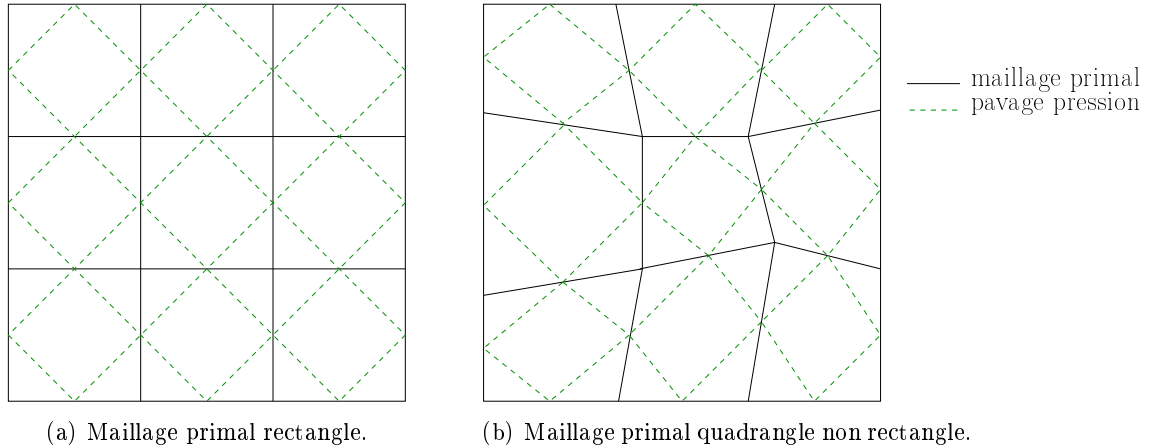 maillage primal
pavage pression
(a) Maillage primal rectangle.
(b) Maillage primal quadrangle non rectangle.